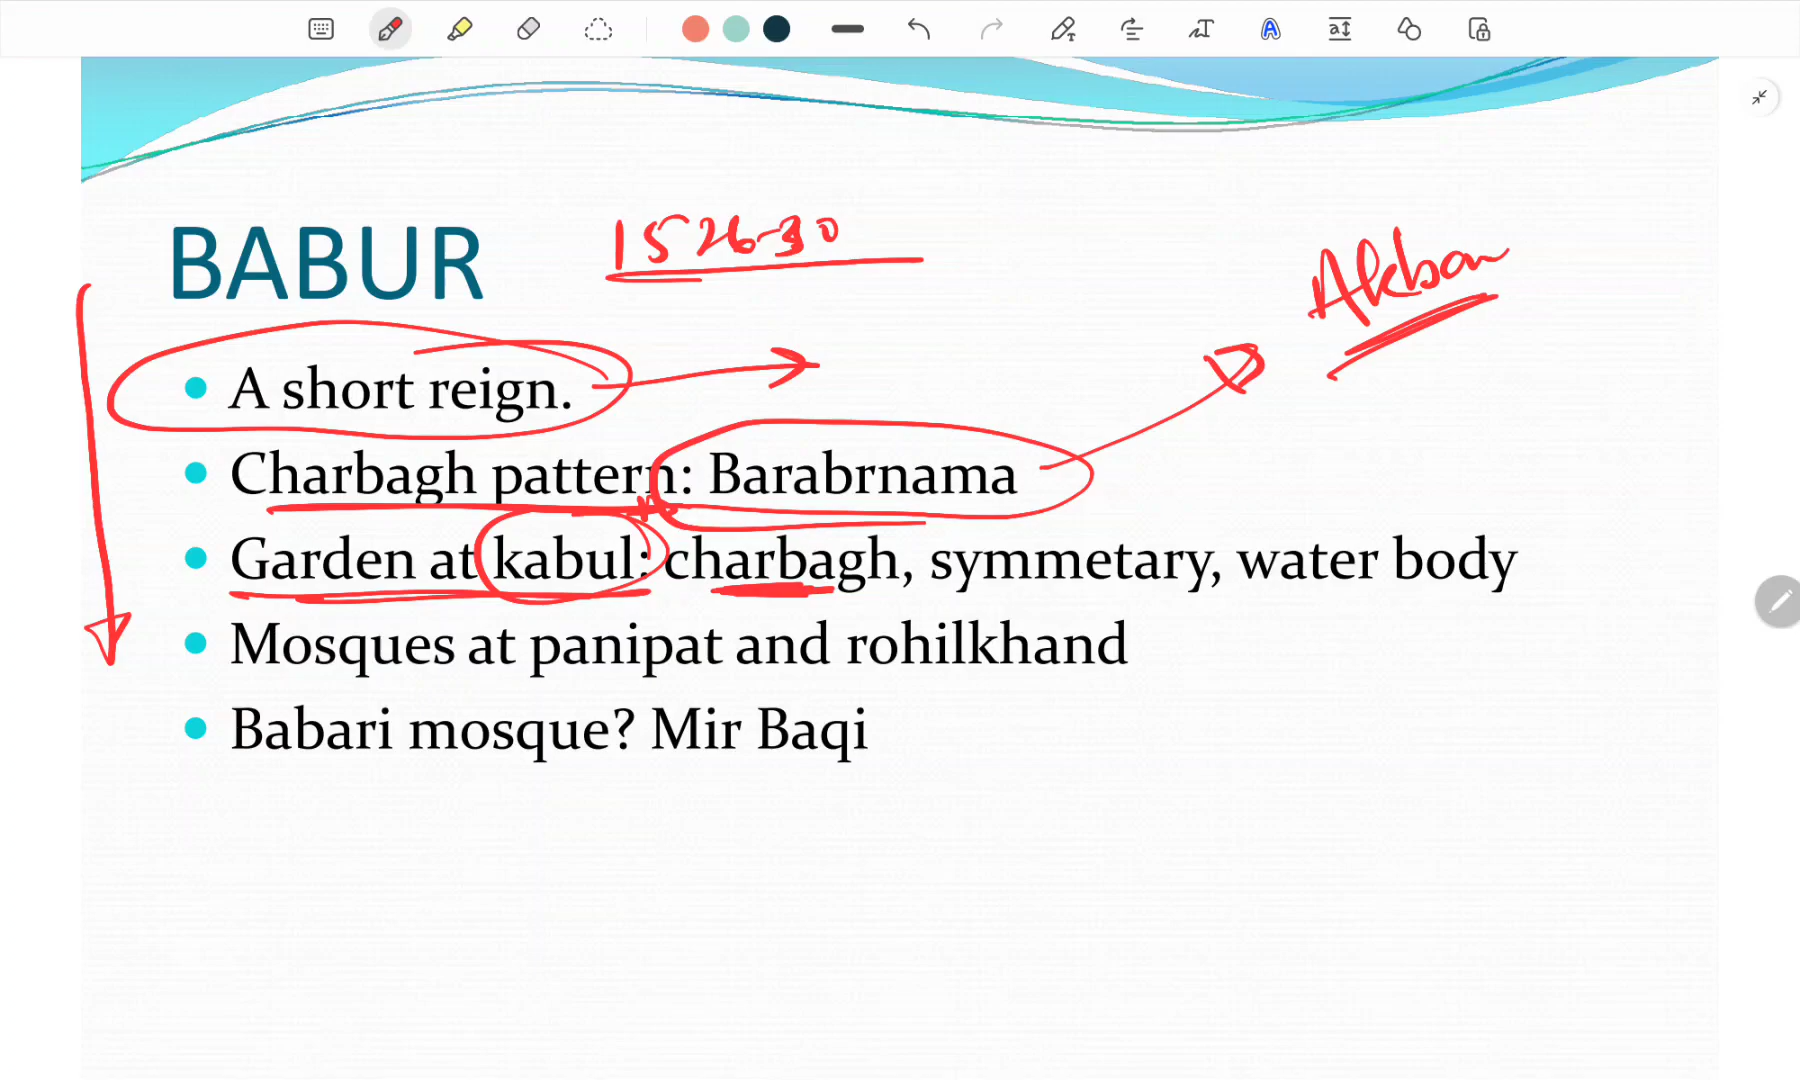 BABUR 1526-30
Akbar
A short reign.
Charbagh pattern: Barabrnama
Garden at kabul: charbagh, symmetary, water body
Mosques at panipat and rohilkhand
Babari mosque? Mir Baqi